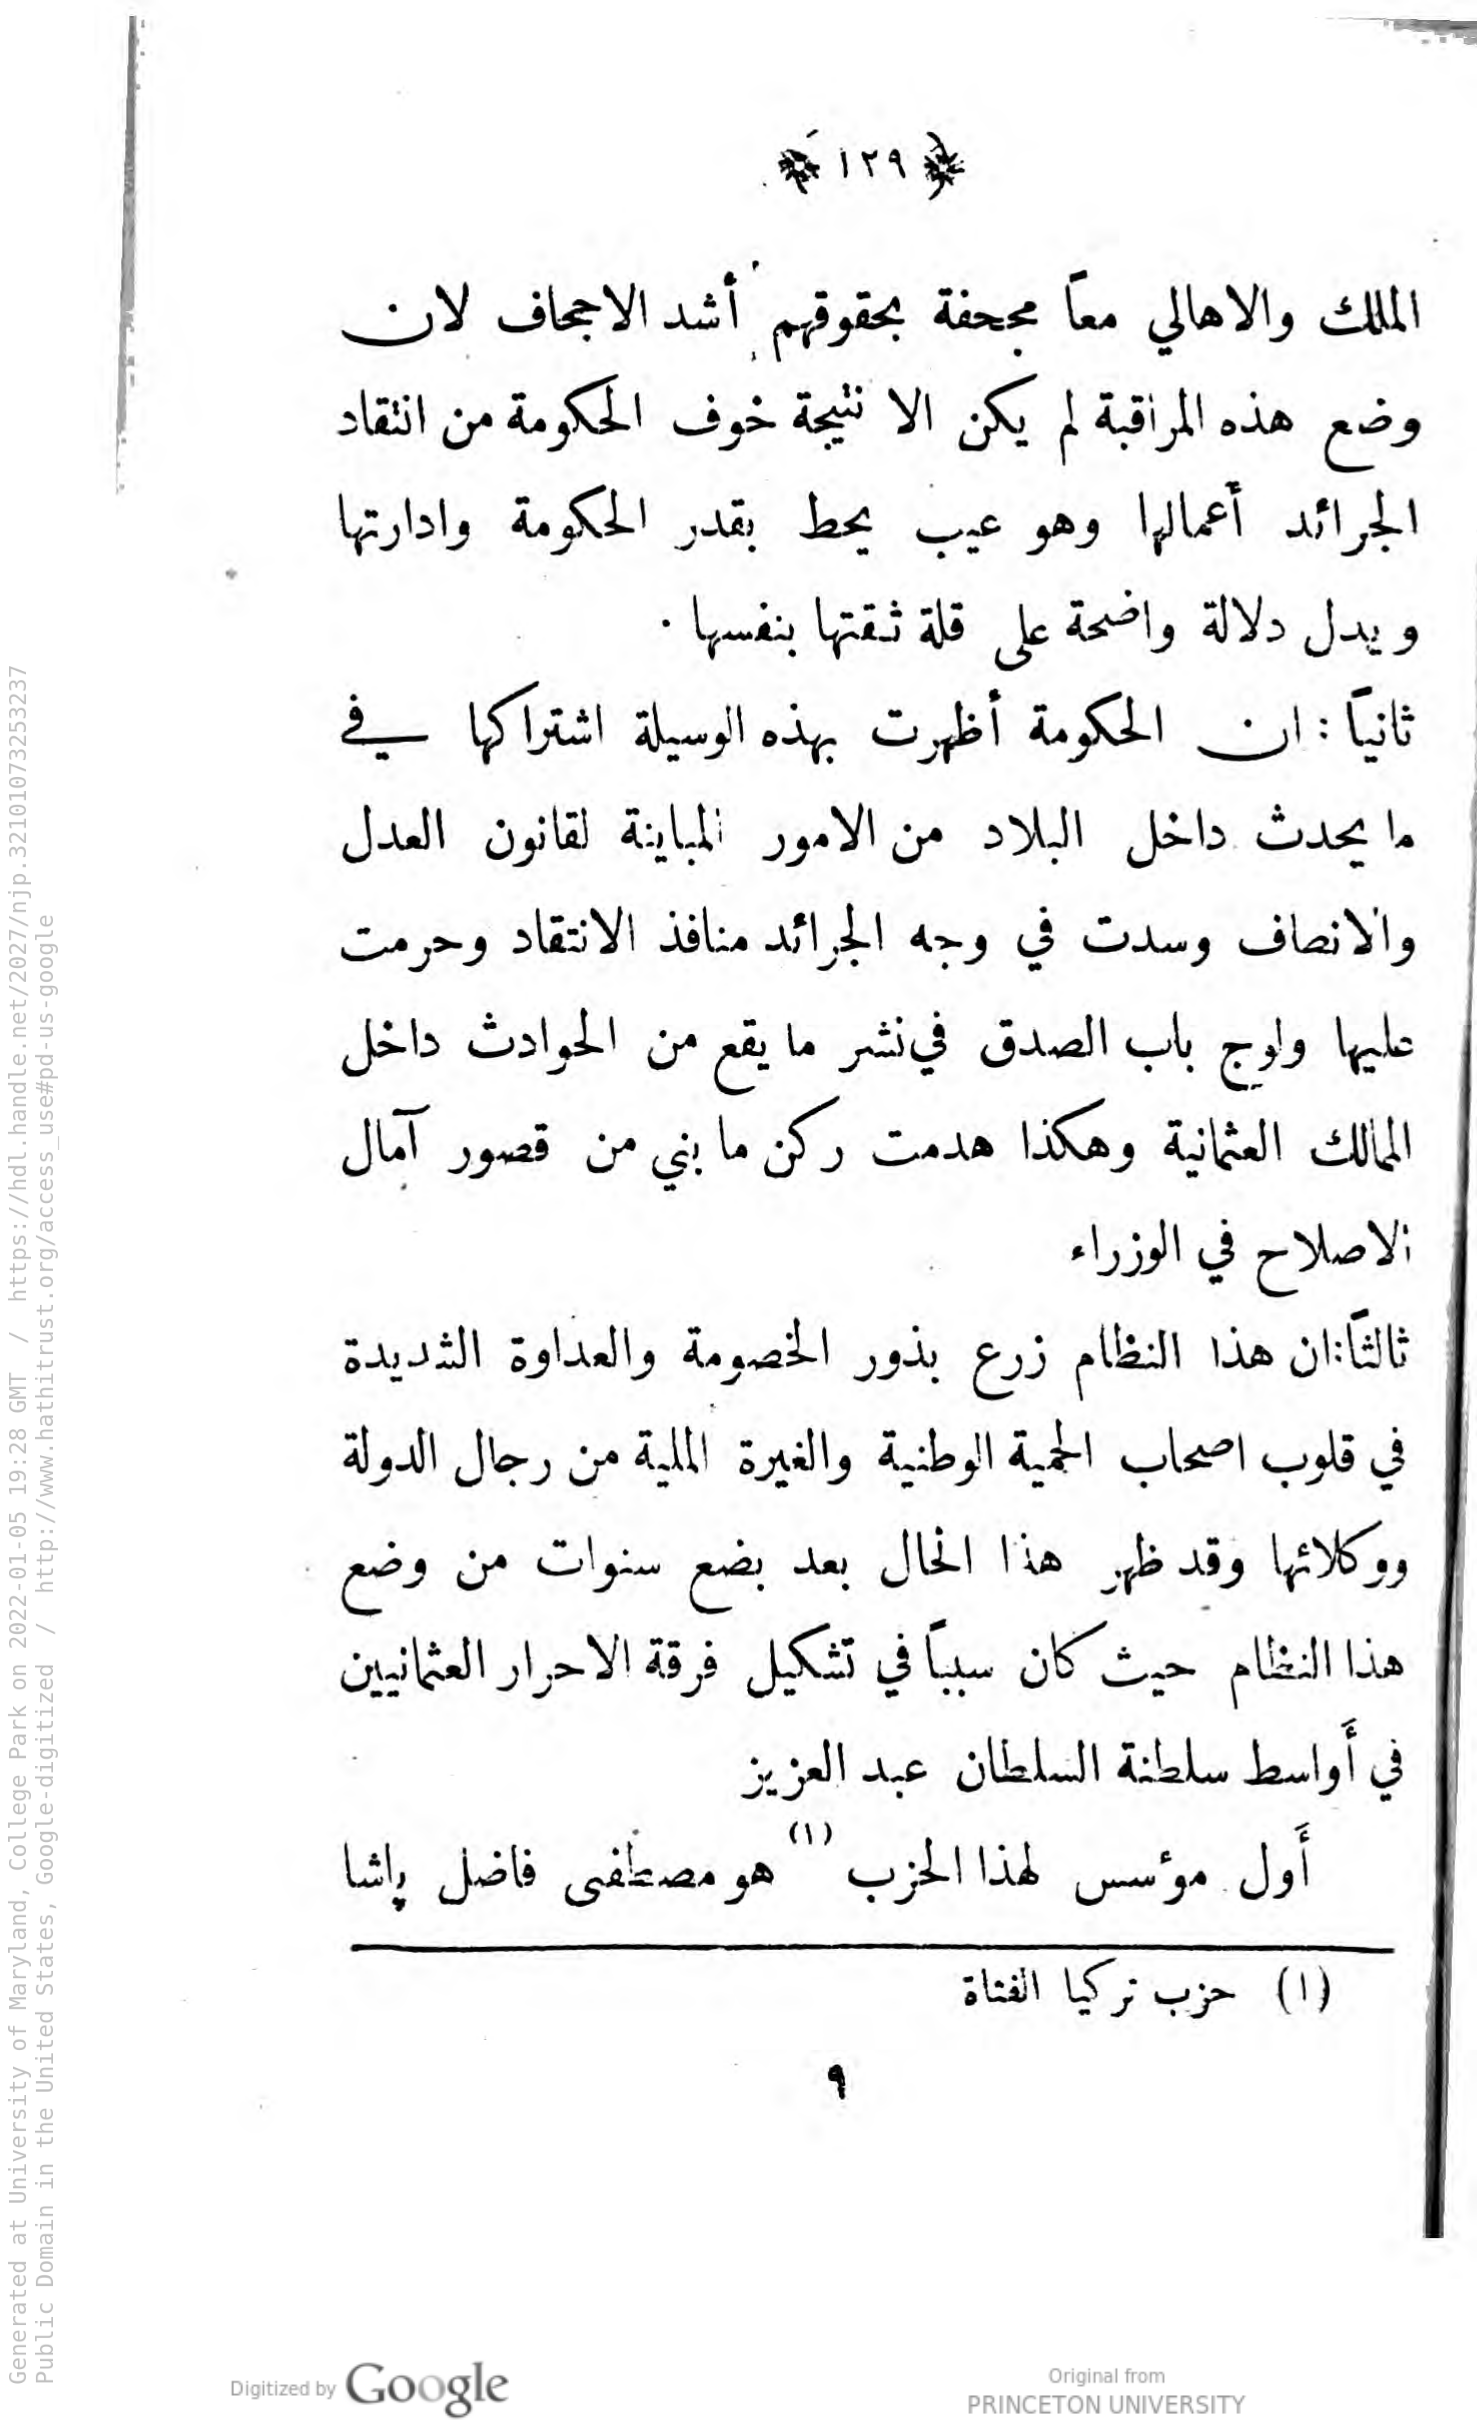 ١٢٩
الملك والاهالي معاً مجحفة بحقوقهم أشد الاجحاف لان
وضع هذه المراقبة لم يكن الا نتيجة خوف الحكومة من انتقاد
الجرائد أعمالها وهو عيب يحط بقدر الحكومة وادارتها
ويدل دلالة واضحة على قلة ثقتها بنفسها ·
ثانياً : ان الحكومة أظهرت بهذه الوسيلة اشتراكها في
ما يحدث داخل البلاد من الامور المباينة لقانون العدل
والانصاف وسدت في وجه الجرائد منافذ الانتقاد وحرمت
عليها ولوج باب الصدق في نشر ما يقع من الحوادث داخل
الممالك العثمانية وهكذا هدمت ركن ما بني من قصور آمال
الاصلاح في الوزراء
ثالثاً:ان هذا النظام زرع بذور الخصومة والعداوة الشديدة
في قلوب اصحاب الحمية الوطنية والغيرة الملية من رجال الدولة
ووكلائها وقد ظهر هذا الحال بعد بضع سنوات من وضع
هذا النظام حيث كان سبباً في تشكيل فرقة الاحرار العثمانيين
في أَواسط سلطنة السلطان عبد العزيز
أَول مؤسس لهذا الحزب (١) هو مصطفى فاضل پاشا
(١) حزب تركيا الفتاة
٩
Generated at University of Maryland, College Park on 2022-01-05 19:28 GMT / https://hdl.handle.net/2027/njp.32101073253237
Public Domain in the United States, Google-digitized / http://www.hathitrust.org/access_use#pd-us-google
Digitized by Google
Original from
PRINCETON UNIVERSITY